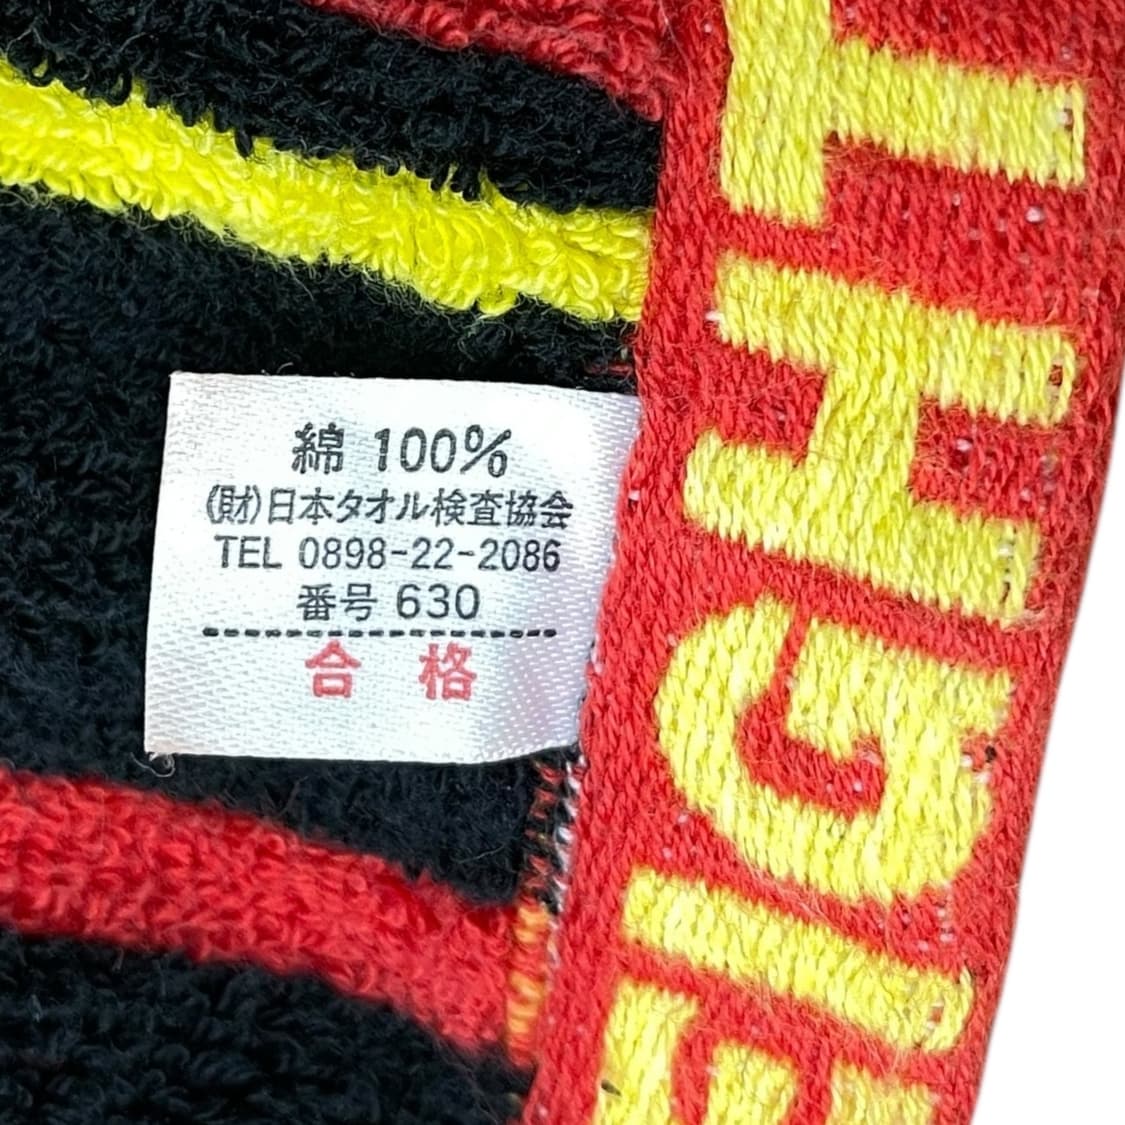 綿 100%
(財)日本タオル検査協会
TEL 0898-22-2086
番号 630
合 格
EIGHT